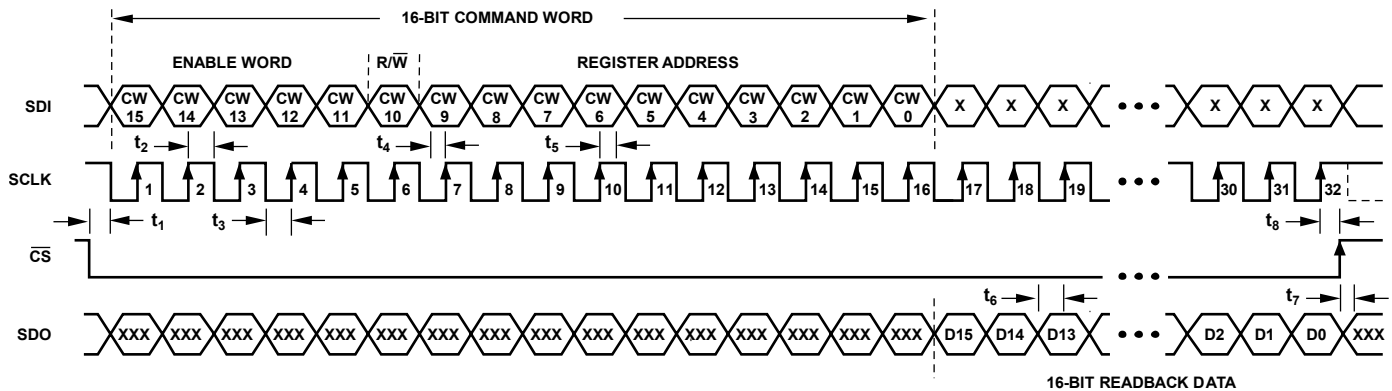 16-BIT COMMAND WORD
ENABLE WORD R/W̅ REGISTER ADDRESS
SDI CW 15 CW 14 CW 13 CW 12 CW 11 CW 10 CW 9 CW 8 CW 7 CW 6 CW 5 CW 4 CW 3 CW 2 CW 1 CW 0 X X X ••• X X X
t2 t4 t5
SCLK 1 2 3 4 5 6 7 8 9 10 11 12 13 14 15 16 17 18 19 ••• 30 31 32
t1 t3 t8
C̅S̅ •••
t6 t7
SDO XXX XXX XXX XXX XXX XXX XXX XXX XXX XXX XXX XXX XXX XXX XXX XXX D15 D14 D13 ••• D2 D1 D0 XXX
16-BIT READBACK DATA